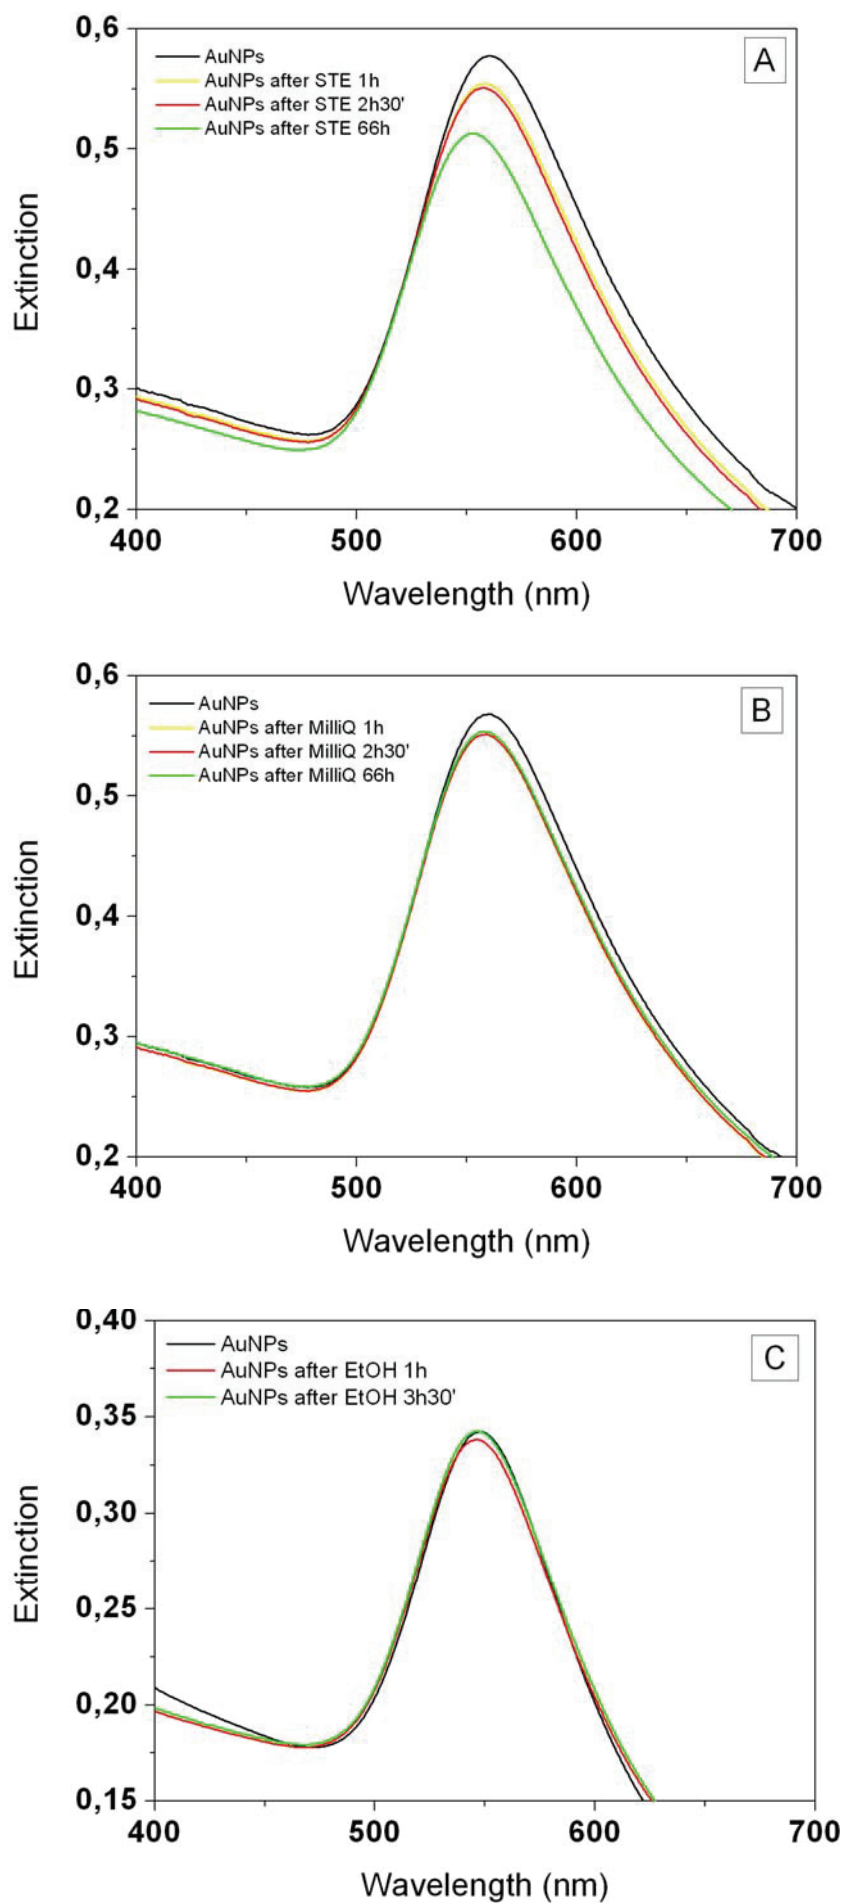 0,6
AuNPs
A
AuNPs after STE 1h
AuNPs after STE 2h30'
AuNPs after STE 66h
0,5
0,4
0,3
0,2
Extinction
400 500 600 700
Wavelength (nm)
0,6
AuNPs
B
AuNPs after MilliQ 1h
AuNPs after MilliQ 2h30'
AuNPs after MilliQ 66h
0,5
0,4
0,3
0,2
Extinction
400 500 600 700
Wavelength (nm)
0,40
AuNPs
C
AuNPs after EtOH 1h
AuNPs after EtOH 3h30'
0,35
0,30
0,25
0,20
0,15
Extinction
400 500 600 700
Wavelength (nm)